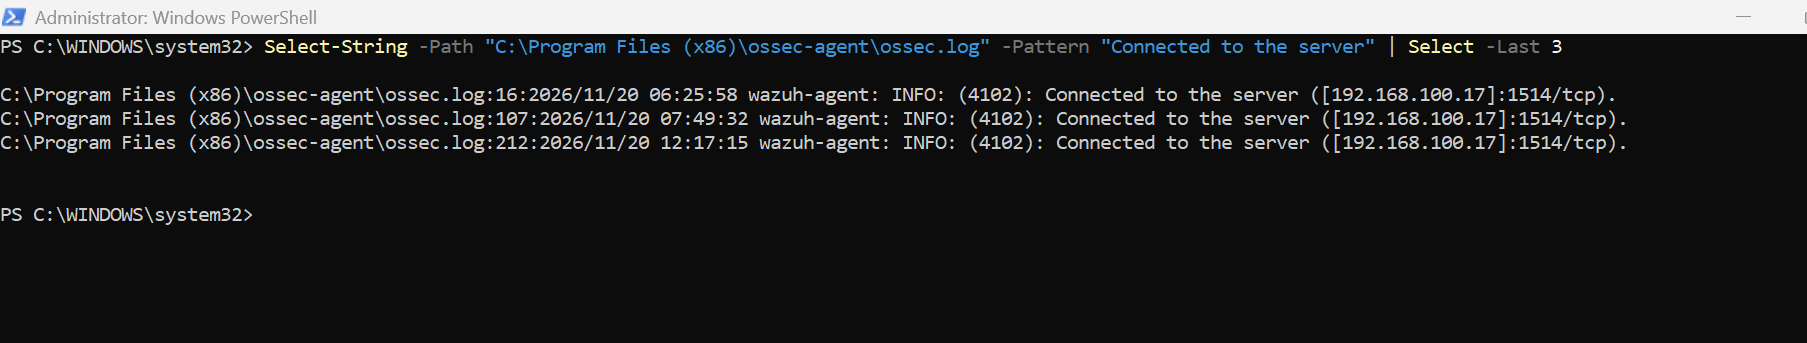 Administrator: Windows PowerShell
PS C:\WINDOWS\system32> Select-String -Path "C:\Program Files (x86)\ossec-agent\ossec.log" -Pattern "Connected to the server" | Select -Last 3
C:\Program Files (x86)\ossec-agent\ossec.log:16:2026/11/20 06:25:58 wazuh-agent: INFO: (4102): Connected to the server ([192.168.100.17]:1514/tcp).
C:\Program Files (x86)\ossec-agent\ossec.log:107:2026/11/20 07:49:32 wazuh-agent: INFO: (4102): Connected to the server ([192.168.100.17]:1514/tcp).
C:\Program Files (x86)\ossec-agent\ossec.log:212:2026/11/20 12:17:15 wazuh-agent: INFO: (4102): Connected to the server ([192.168.100.17]:1514/tcp).
PS C:\WINDOWS\system32>